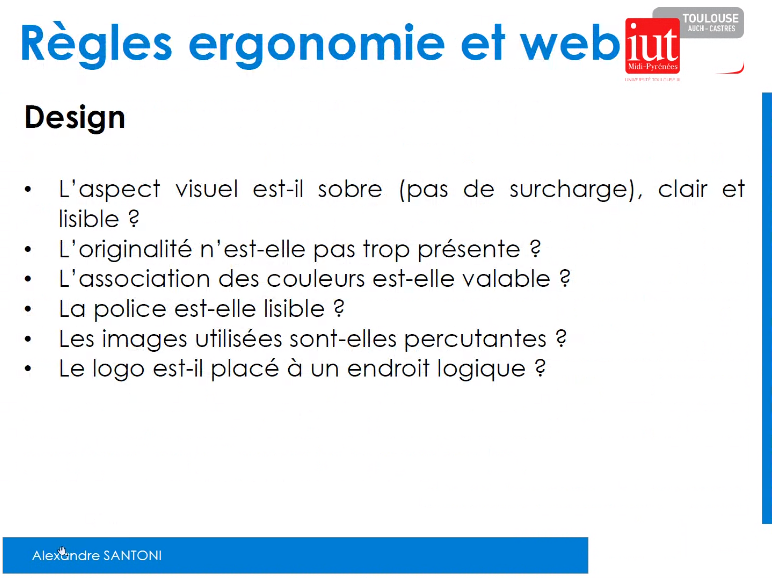 Règles ergonomie et web
TOULOUSE
AUCH - CASTRES
iut
Midi-Pyrénées
Design
• L'aspect visuel est-il sobre (pas de surcharge), clair et
lisible ?
• L'originalité n'est-elle pas trop présente ?
• L'association des couleurs est-elle valable ?
• La police est-elle lisible ?
• Les images utilisées sont-elles percutantes ?
• Le logo est-il placé à un endroit logique ?
Alexandre SANTONI